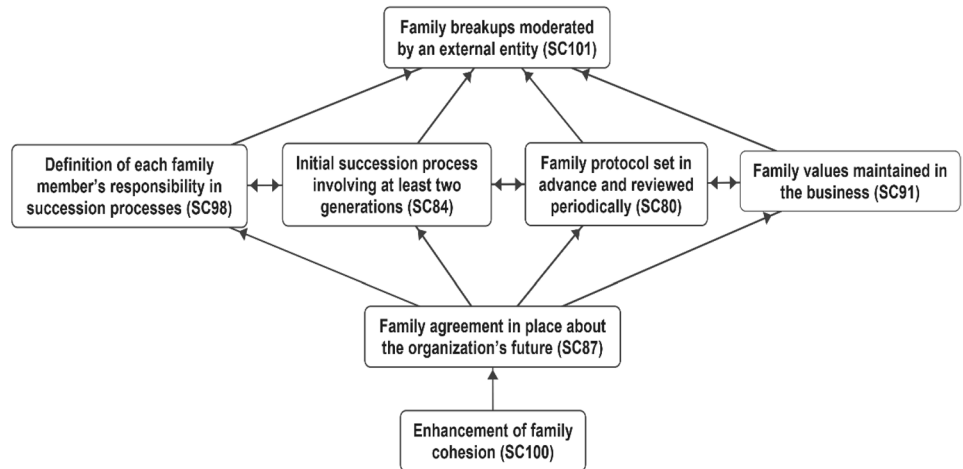 Family breakups moderated
by an external entity (SC101)
Definition of each family
member's responsibility in
succession processes (SC98)
Initial succession process
involving at least two
generations (SC84)
Family protocol set in
advance and reviewed
periodically (SC80)
Family values maintained in
the business (SC91)
Family agreement in place about
the organization's future (SC87)
Enhancement of family
cohesion (SC100)